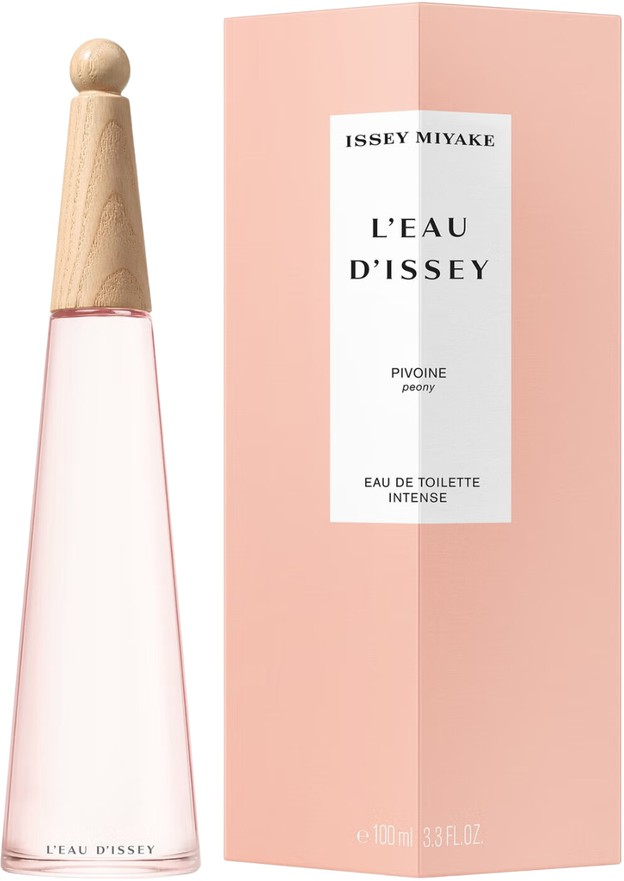 ISSEY MIYAKE
L'EAU
D'ISSEY
PIVOINE
peony
EAU DE TOILETTE
INTENSE
℮100 ml 3.3 FL.OZ.
L'EAU D'ISSEY